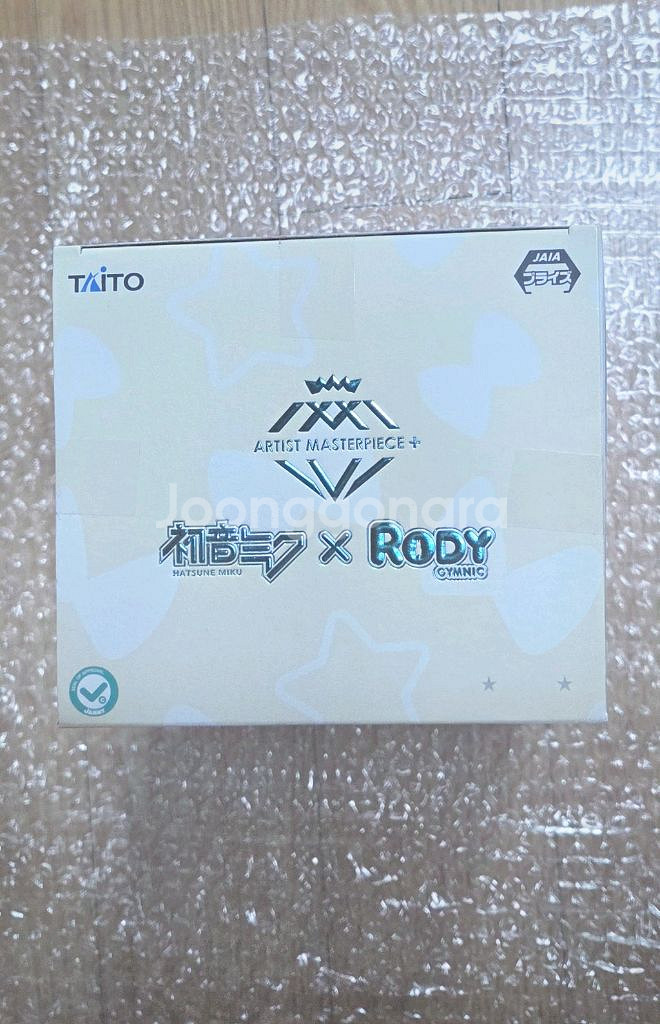 TAITO
JAIA
プライズ
ARTIST MASTERPIECE+
Joonggonara
初音ミク × RODY
HATSUNE MIKU
GYMNIC